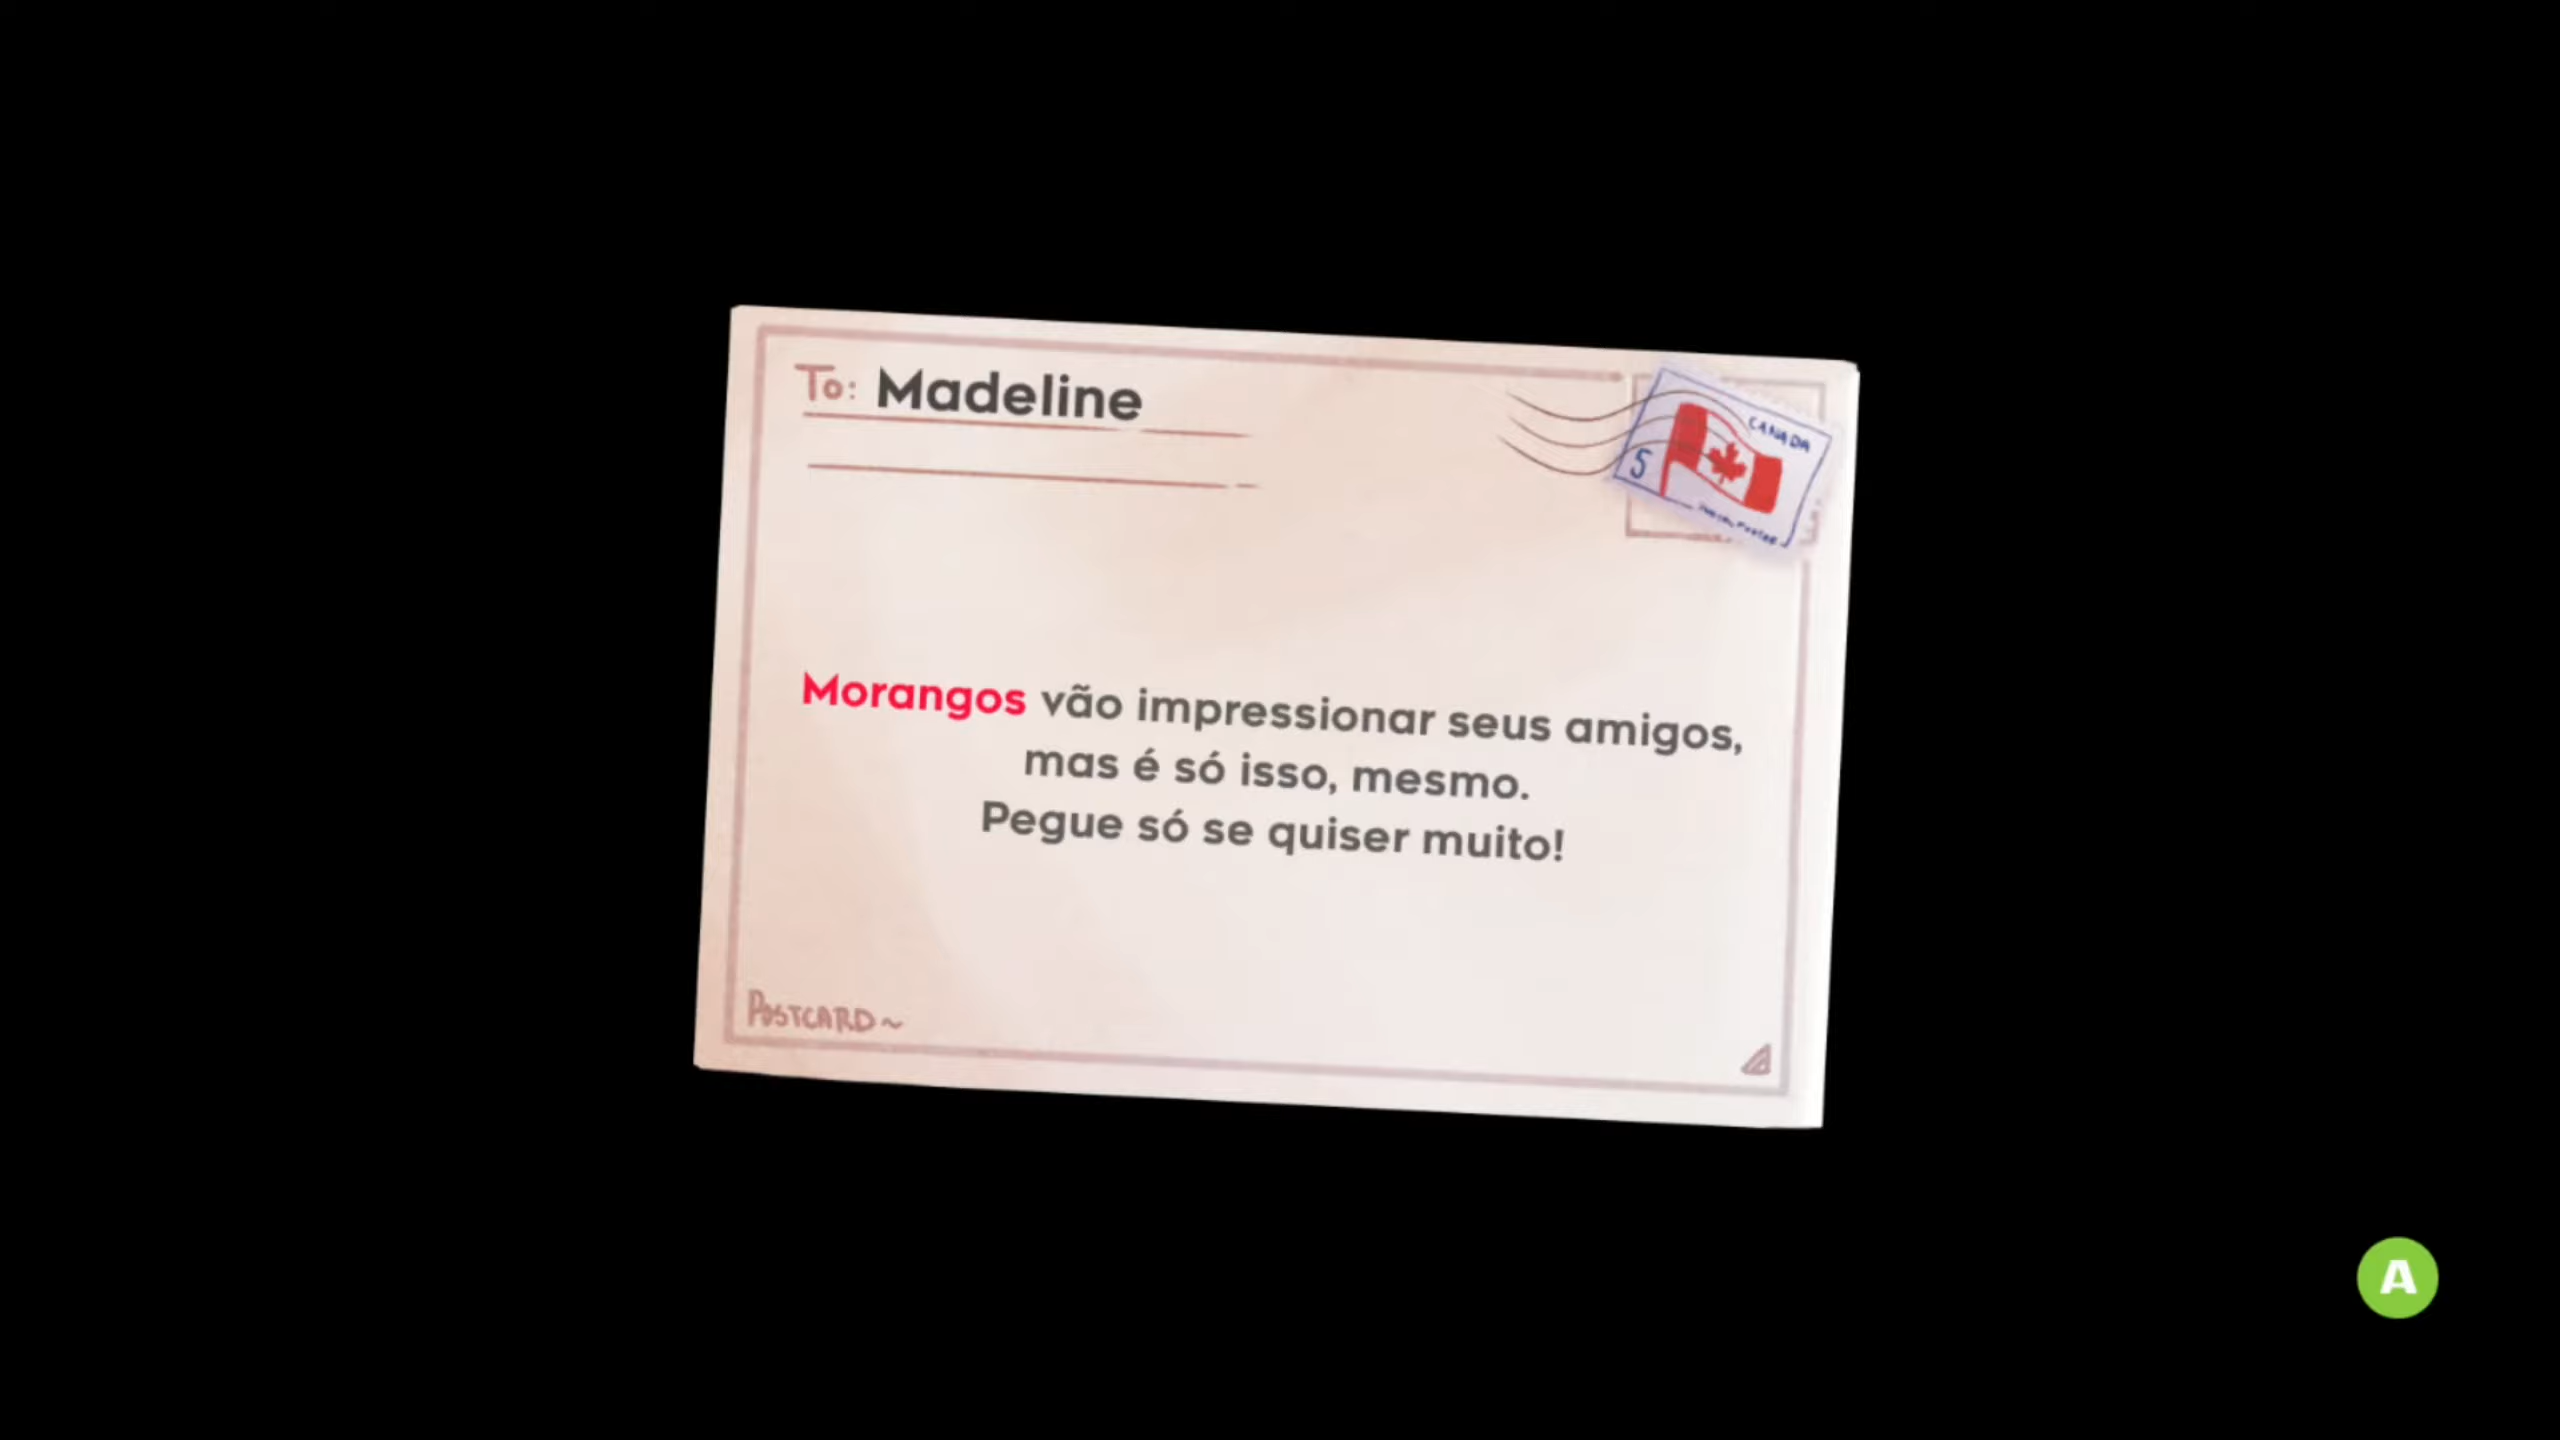 To: Madeline
CANADA
5
Morangos vão impressionar seus amigos,
mas é só isso, mesmo.
Pegue só se quiser muito!
POSTCARD~
A